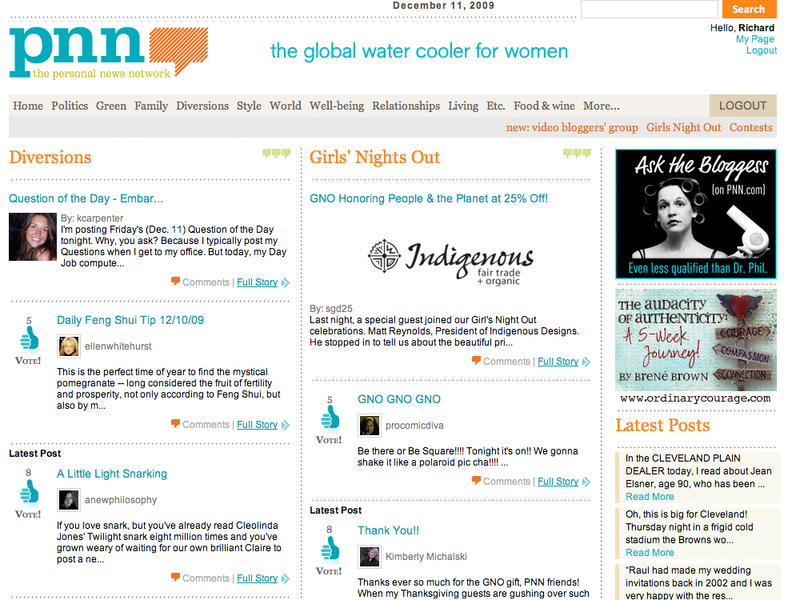 December 11, 2009
Search
pnn
the personal news network
the global water cooler for women
Hello, Richard
My Page
Logout
Home Politics Green Family Diversions Style World Well-being Relationships Living Etc. Food & wine More...
LOGOUT
new: video bloggers' group Girls Night Out Contests
Diversions
Question of the Day - Embar...
By: kcarpenter
I'm posting Friday's (Dec. 11) Question of the Day
tonight. Why, you ask? Because I typically post my
Questions when I get to my office. But today, my Day
Job compute...
Comments | Full Story
5
Vote!
Daily Feng Shui Tip 12/10/09
ellenwhitehurst
This is the perfect time of year to find the mystical
pomegranate -- long considered the fruit of fertility
and prosperity, not only according to Feng Shui, but
also by m...
Comments | Full Story
Latest Post
8
Vote!
A Little Light Snarking
anewphilosophy
If you love snark, but you've already read Cleolinda
Jones' Twilight snark eight million times and you've
grown weary of waiting for our own brilliant Claire to
post a ne...
Comments | Full Story
Girls' Nights Out
GNO Honoring People & the Planet at 25% Off!
Indigenous
fair trade
+ organic
By: sgd25
Last night, a special guest joined our Girl's Night Out
celebrations. Matt Reynolds, President of Indigenous Designs.
He stopped in to tell us about the beautiful pri...
Comments | Full Story
5
Vote!
GNO GNO GNO
procomicdiva
Be there or Be Square!!!! Tonight it's on!! We gonna
shake it like a polaroid pic cha!!!! ...
Comments | Full Story
Latest Post
8
Vote!
Thank You!!
Kimberly Michalski
Thanks ever so much for the GNO gift, PNN friends!
When my Thanksgiving guests are gushing over such
Ask the Bloggess
(on PNN.com)
Even less qualified than Dr. Phil.
THE AUDACITY
OF AUTHENTICITY:
A 5-Week
Journey!
BY BRENE BROWN
COURAGE
COMPASSION
CONNECTION
www.ordinarycourage.com
Latest Posts
In the CLEVELAND PLAIN
DEALER today, I read about Jean
Elsner, age 90, who has been ...
Read More
Oh, this is big for Cleveland!
Thursday night in a frigid cold
stadium the Browns wo...
Read More
"Raul had made my wedding
invitations back in 2002 and I was
very happy with the res...